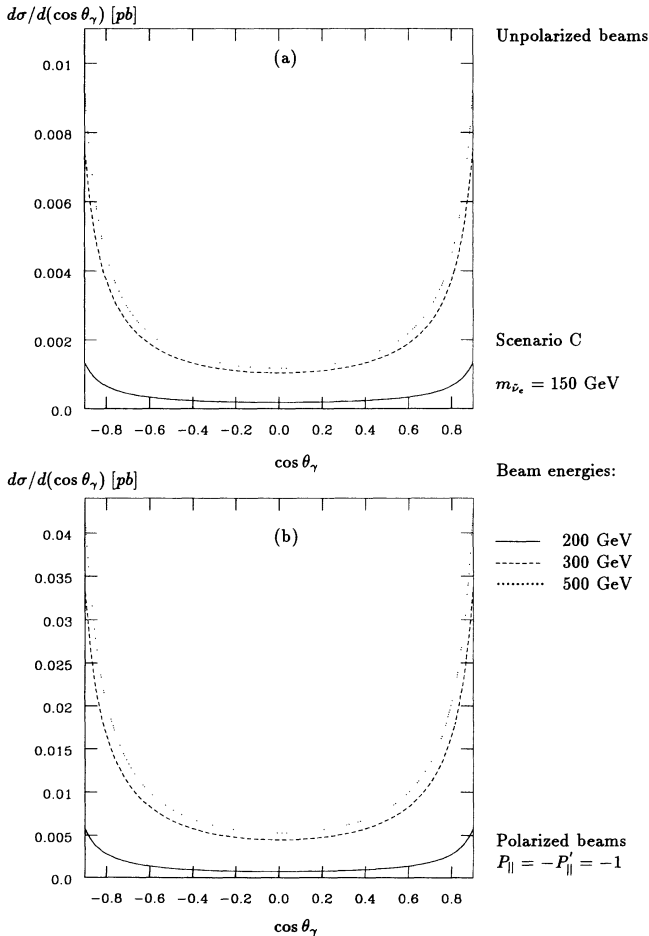 dσ/d(cos θγ) [pb]
Unpolarized beams
(a)
0.01
0.008
0.006
0.004
0.002
0.0
−0.8 −0.6 −0.4 −0.2 0.0 0.2 0.4 0.6 0.8
cos θγ
Scenario C
mν̃e = 150 GeV
dσ/d(cos θγ) [pb]
Beam energies:
(b)
200 GeV
300 GeV
500 GeV
0.04
0.035
0.03
0.025
0.02
0.015
0.01
0.005
0.0
−0.8 −0.6 −0.4 −0.2 0.0 0.2 0.4 0.6 0.8
cos θγ
Polarized beams
P∥ = −P′∥ = −1